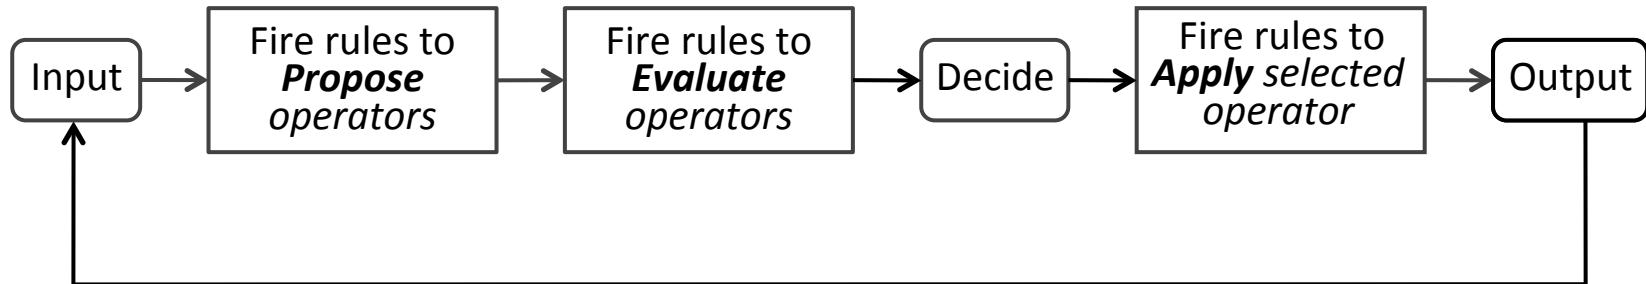 Input
Fire rules to
Propose
operators
Fire rules to
Evaluate
operators
Decide
Fire rules to
Apply selected
operator
Output